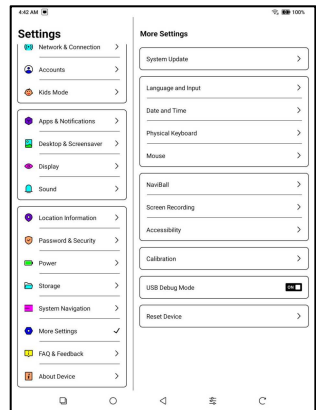 4:42 AM
100%
Settings
Network & Connection
Accounts
Kids Mode
Apps & Notifications
Desktop & Screensaver
Display
Sound
Location Information
Password & Security
Power
Storage
System Navigation
More Settings
FAQ & Feedback
About Device
More Settings
System Update
Language and Input
Date and Time
Physical Keyboard
Mouse
NaviBall
Screen Recording
Accessibility
Calibration
USB Debug Mode
ON
Reset Device